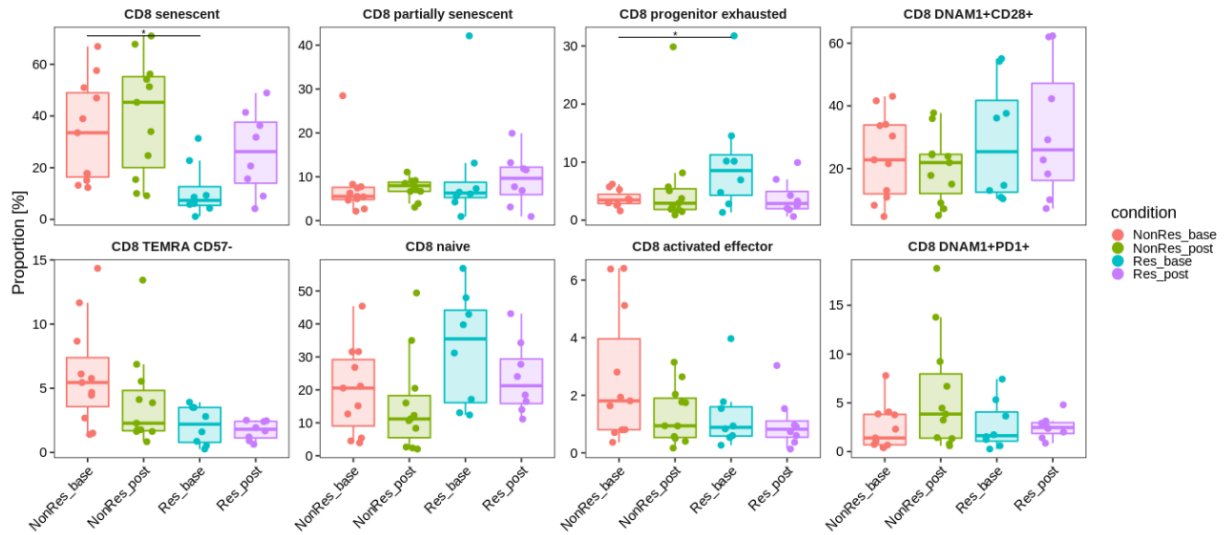 CD8 senescent
CD8 partially senescent
CD8 progenitor exhausted
CD8 DNAM1+CD28+
*
*
60
40
20
0
40
30
20
10
0
30
20
10
0
60
40
20
Proportion [%]
CD8 TEMRA CD57-
CD8 naive
CD8 activated effector
CD8 DNAM1+PD1+
15
10
5
0
50
40
30
20
10
0
6
4
2
0
15
10
5
0
NonRes_base
NonRes_post
Res_base
Res_post
NonRes_base
NonRes_post
Res_base
Res_post
NonRes_base
NonRes_post
Res_base
Res_post
NonRes_base
NonRes_post
Res_base
Res_post
condition
NonRes_base
NonRes_post
Res_base
Res_post